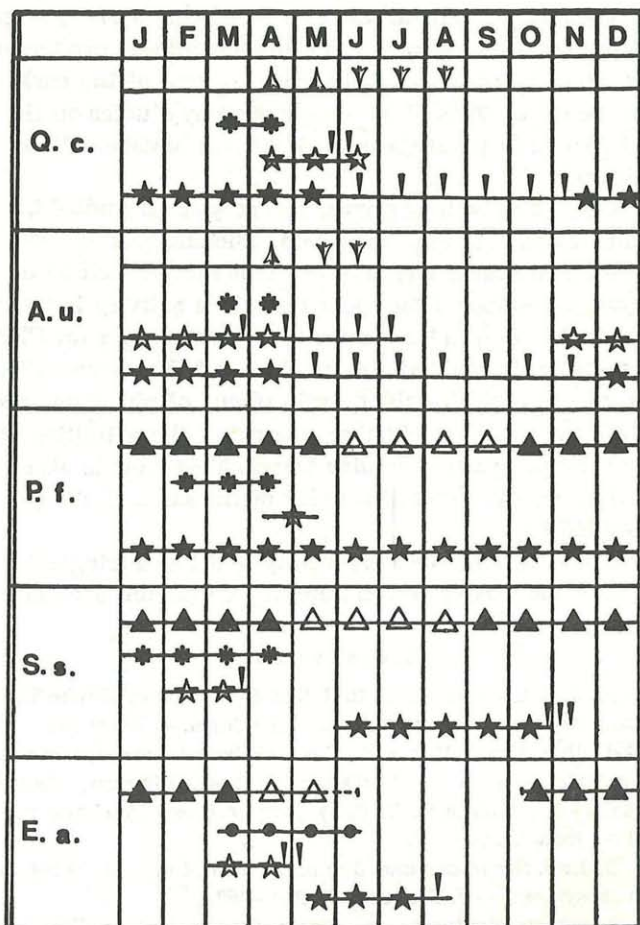 J F M A M J J A S O N D
Q. c.
A. u.
P. f.
S. s.
E. a.